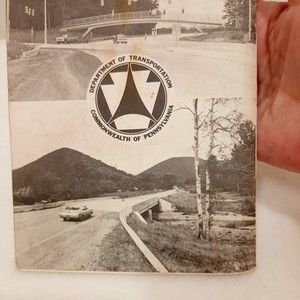 DEPARTMENT OF TRANSPORTATION
COMMONWEALTH OF PENNSYLVANIA